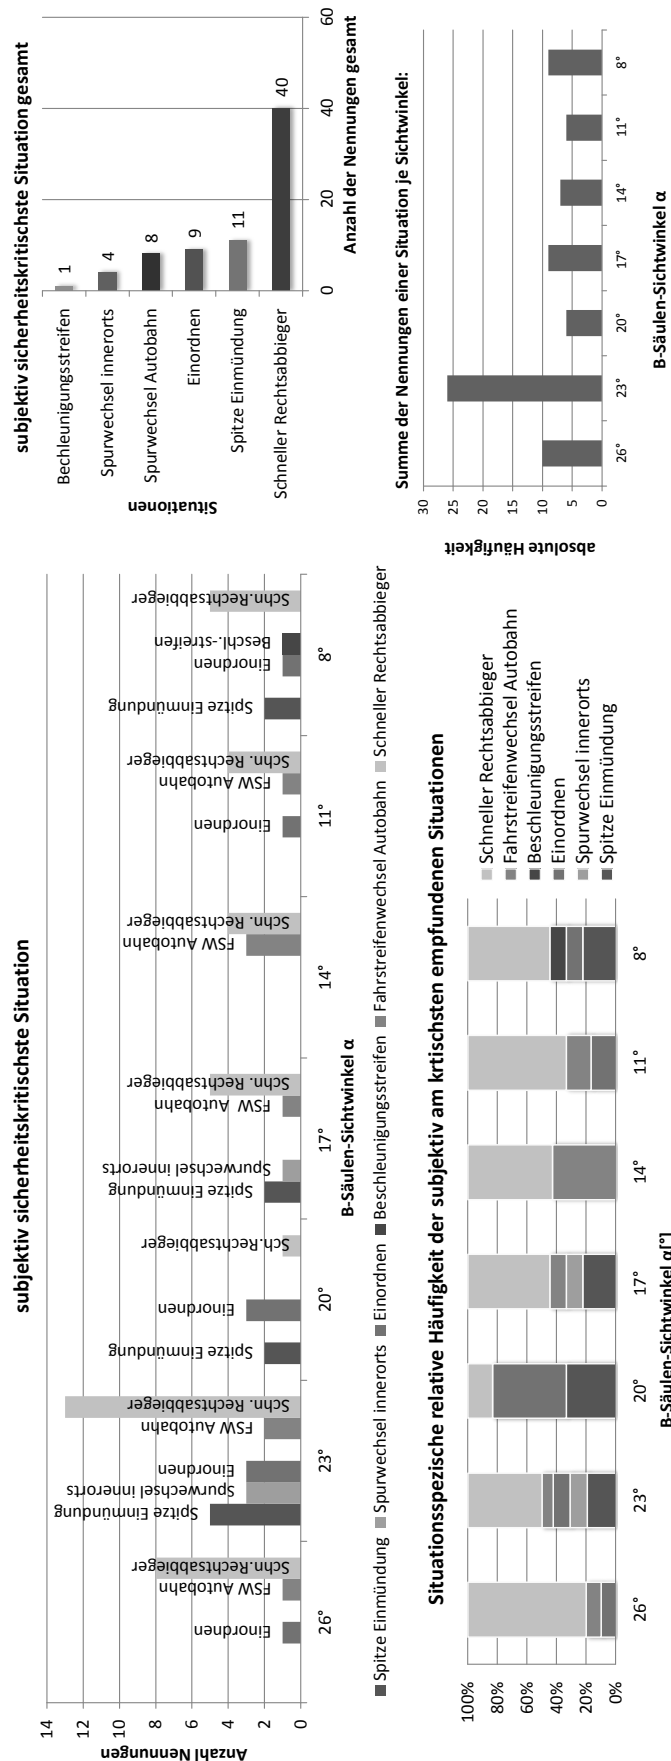 subjektiv sicherheitskritischste Situation
Anzahl Nennungen
14
12
10
8
6
4
2
0
Einordnen
FSW Autobahn
Schn.Rechtsabbieger
Spitze Einmündung
Spurwechsel innerorts
Einordnen
FSW Autobahn
Schn. Rechtsabbieger
Spitze Einmündung
Einordnen
Sch.Rechtsabbieger
Spitze Einmündung
Spurwechsel innerorts
FSW Autobahn
Schn. Rechtsabbieger
FSW Autobahn
Schn. Rechtsabbieger
Einordnen
FSW Autobahn
Schn. Rechtsabbieger
Spitze Einmündung
Einordnen
Beschl.-streifen
Schn.Rechtsabbieger
26° 23° 20° 17° 14° 11° 8°
B-Säulen-Sichtwinkel α
Spitze Einmündung Spurwechsel innerorts Einordnen Beschleunigungsstreifen Fahrstreifenwechsel Autobahn Schneller Rechtsabbieger
subjektiv sicherheitskritischste Situation gesamt
Situationen
Bechleunigungsstreifen 1
Spurwechsel innerorts 4
Spurwechsel Autobahn 8
Einordnen 9
Spitze Einmündung 11
Schneller Rechtsabbieger 40
0 20 40 60
Anzahl der Nennungen gesamt
Situationsspezische relative Häufigkeit der subjektiv am krtischsten empfundenen Situationen
100%
80%
60%
40%
20%
0%
26° 23° 20° 17° 14° 11° 8°
B-Säulen-Sichtwinkel α[°]
Schneller Rechtsabbieger
Fahrstreifenwechsel Autobahn
Beschleunigungsstreifen
Einordnen
Spurwechsel innerorts
Spitze Einmündung
Summe der Nennungen einer Situation je Sichtwinkel:
absolute Häufigkeit
30
25
20
15
10
5
0
26° 23° 20° 17° 14° 11° 8°
B-Säulen-Sichtwinkel α